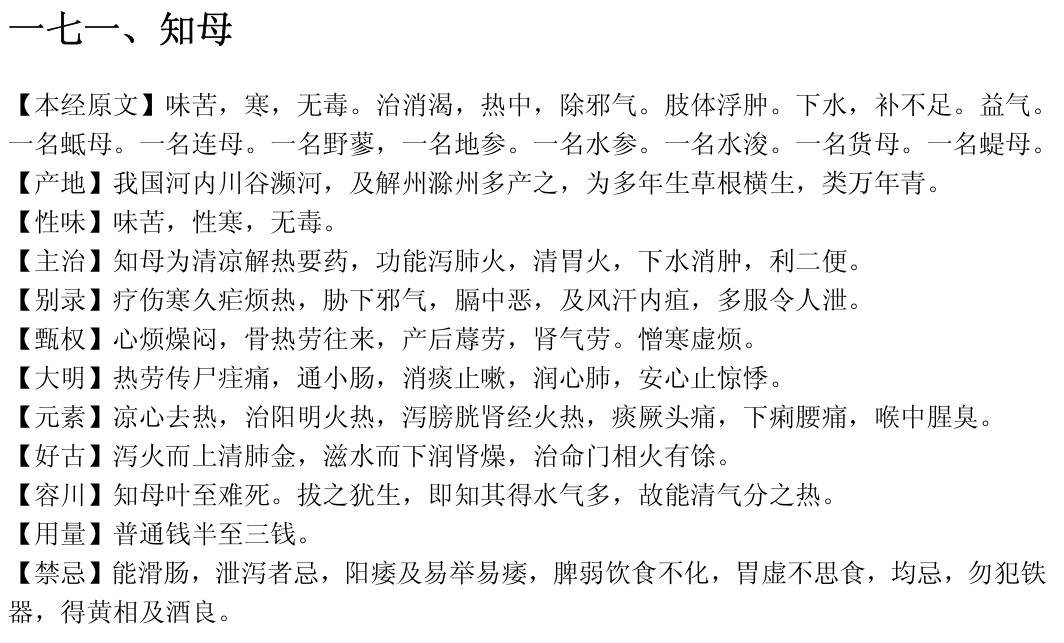 一七一、知母
【本经原文】味苦，寒，无毒。治消渴，热中，除邪气。肢体浮肿。下水，补不足。益气。
一名蚳母。一名连母。一名野蓼，一名地参。一名水参。一名水浚。一名货母。一名蝭母。
【产地】我国河内川谷濒河，及解州滁州多产之，为多年生草根横生，类万年青。
【性味】味苦，性寒，无毒。
【主治】知母为清凉解热要药，功能泻肺火，清胃火，下水消肿，利二便。
【别录】疗伤寒久疟烦热，胁下邪气，膈中恶，及风汗内疸，多服令人泄。
【甄权】心烦燥闷，骨热劳往来，产后蓐劳，肾气劳。憎寒虚烦。
【大明】热劳传尸疰痛，通小肠，消痰止嗽，润心肺，安心止惊悸。
【元素】凉心去热，治阳明火热，泻膀胱肾经火热，痰厥头痛，下痢腰痛，喉中腥臭。
【好古】泻火而上清肺金，滋水而下润肾燥，治命门相火有馀。
【容川】知母叶至难死。拔之犹生，即知其得水气多，故能清气分之热。
【用量】普通钱半至三钱。
【禁忌】能滑肠，泄泻者忌，阳痿及易举易痿，脾弱饮食不化，胃虚不思食，均忌，勿犯铁
器，得黄相及酒良。